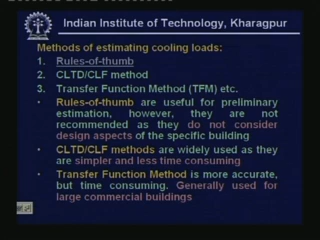 Indian Institute of Technology, Kharagpur
Methods of estimating cooling loads:
1. Rules-of-thumb
2. CLTD/CLF method
3. Transfer Function Method (TFM) etc.
• Rules-of-thumb are useful for preliminary
estimation, however, they are not
recommended as they do not consider
design aspects of the specific building
• CLTD/CLF methods are widely used as they
are simpler and less time consuming
• Transfer Function Method is more accurate,
but time consuming. Generally used for
large commercial buildings